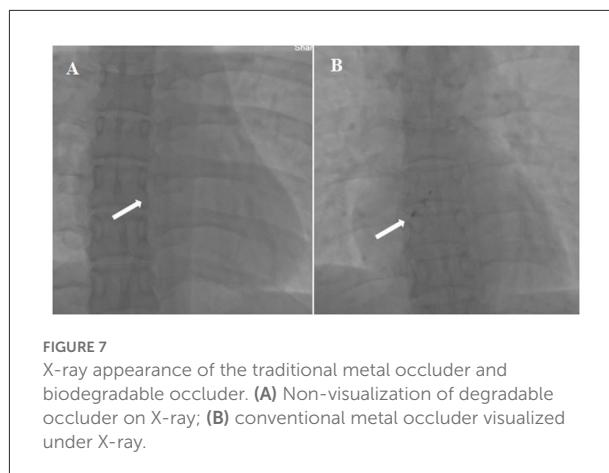 Shar
A
B
FIGURE 7
X-ray appearance of the traditional metal occluder and
biodegradable occluder. (A) Non-visualization of degradable
occluder on X-ray; (B) conventional metal occluder visualized
under X-ray.